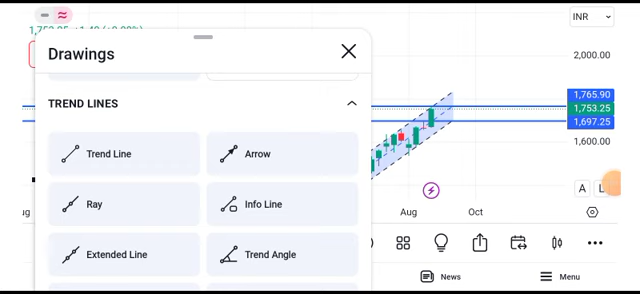 INR
Drawings
2,000.00
TREND LINES
1,765.90
1,753.25
1,697.25
Trend Line
Arrow
1,600.00
A
L
Ray
Info Line
Aug
Oct
Extended Line
Trend Angle
News
Menu